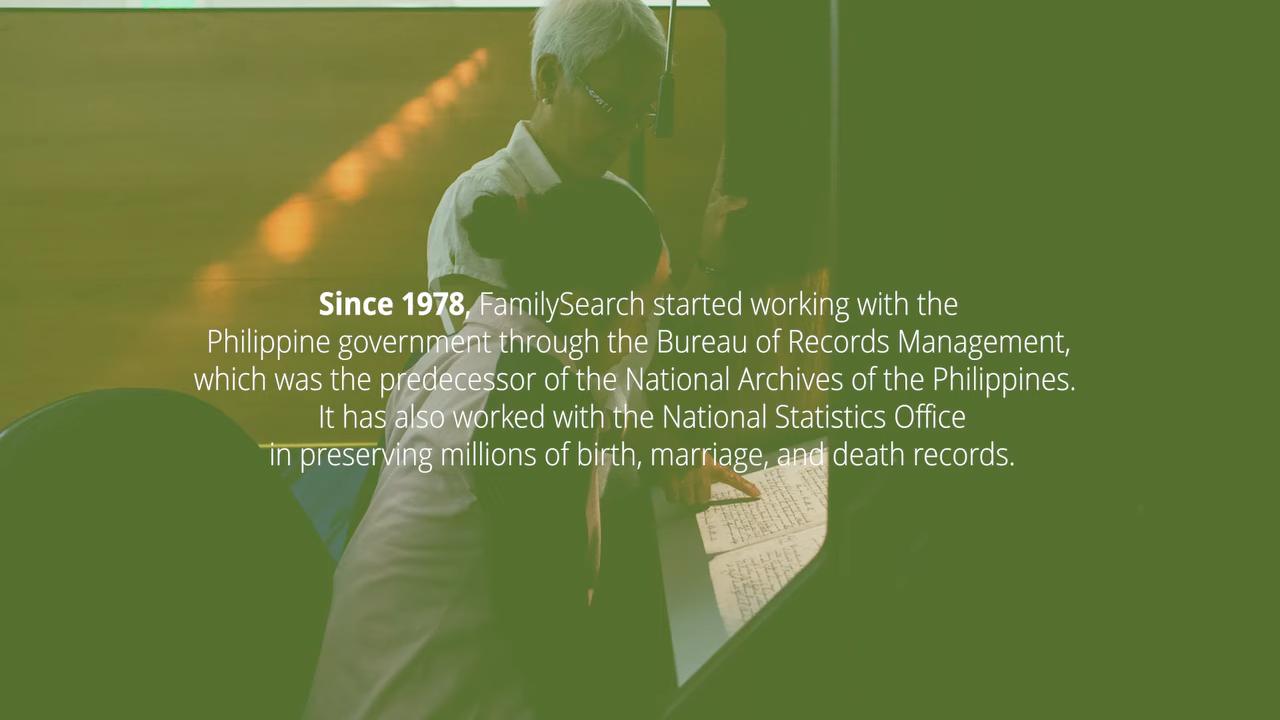 Since 1978, FamilySearch started working with the
Philippine government through the Bureau of Records Management,
which was the predecessor of the National Archives of the Philippines.
It has also worked with the National Statistics Office
in preserving millions of birth, marriage, and death records.